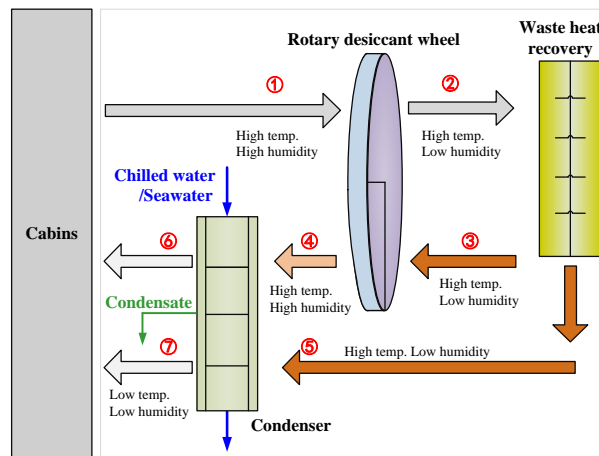 Waste heat
recovery
Rotary desiccant wheel
①
②
High temp.
High humidity
High temp.
Low humidity
Chilled water
/Seawater
Cabins
⑥
④
③
High temp.
High humidity
High temp.
Low humidity
Condensate
⑦
⑤
High temp. Low humidity
Low temp.
Low humidity
Condenser